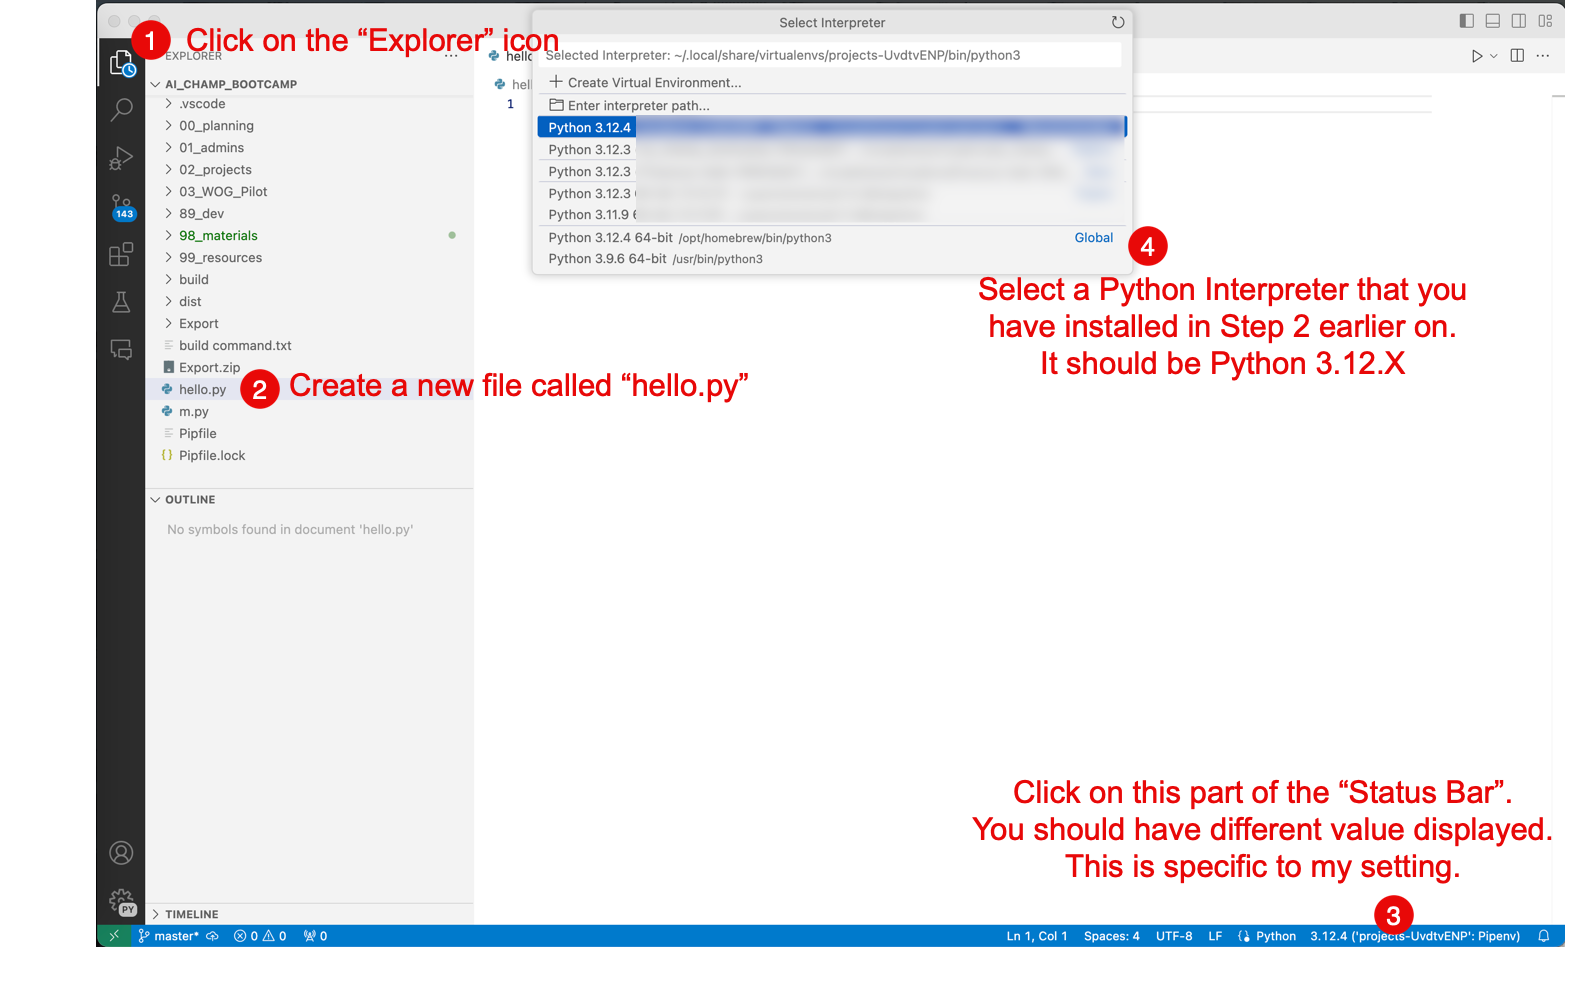 Select Interpreter
1 Click on the “Explorer” icon
EXPLORER
Selected Interpreter: ~/.local/share/virtualenvs/projects-UvdtvENP/bin/python3
AI_CHAMP_BOOTCAMP
.vscode
00_planning
01_admins
02_projects
03_WOG_Pilot
89_dev
98_materials
99_resources
build
dist
Export
build command.txt
Export.zip
hello.py
m.py
Pipfile
Pipfile.lock
2 Create a new file called “hello.py”
143
OUTLINE
No symbols found in document 'hello.py'
TIMELINE
PY
hello
hel
1
Create Virtual Environment...
Enter interpreter path...
Python 3.12.4
Python 3.12.3
Python 3.12.3
Python 3.12.3
Python 3.11.9
Python 3.12.4 64-bit /opt/homebrew/bin/python3 Global
Python 3.9.6 64-bit /usr/bin/python3
4
Select a Python Interpreter that you
have installed in Step 2 earlier on.
It should be Python 3.12.X
Click on this part of the “Status Bar”.
You should have different value displayed.
This is specific to my setting.
3
master* 0 0 0 Ln 1, Col 1 Spaces: 4 UTF-8 LF Python 3.12.4 ('projects-UvdtvENP': Pipenv)